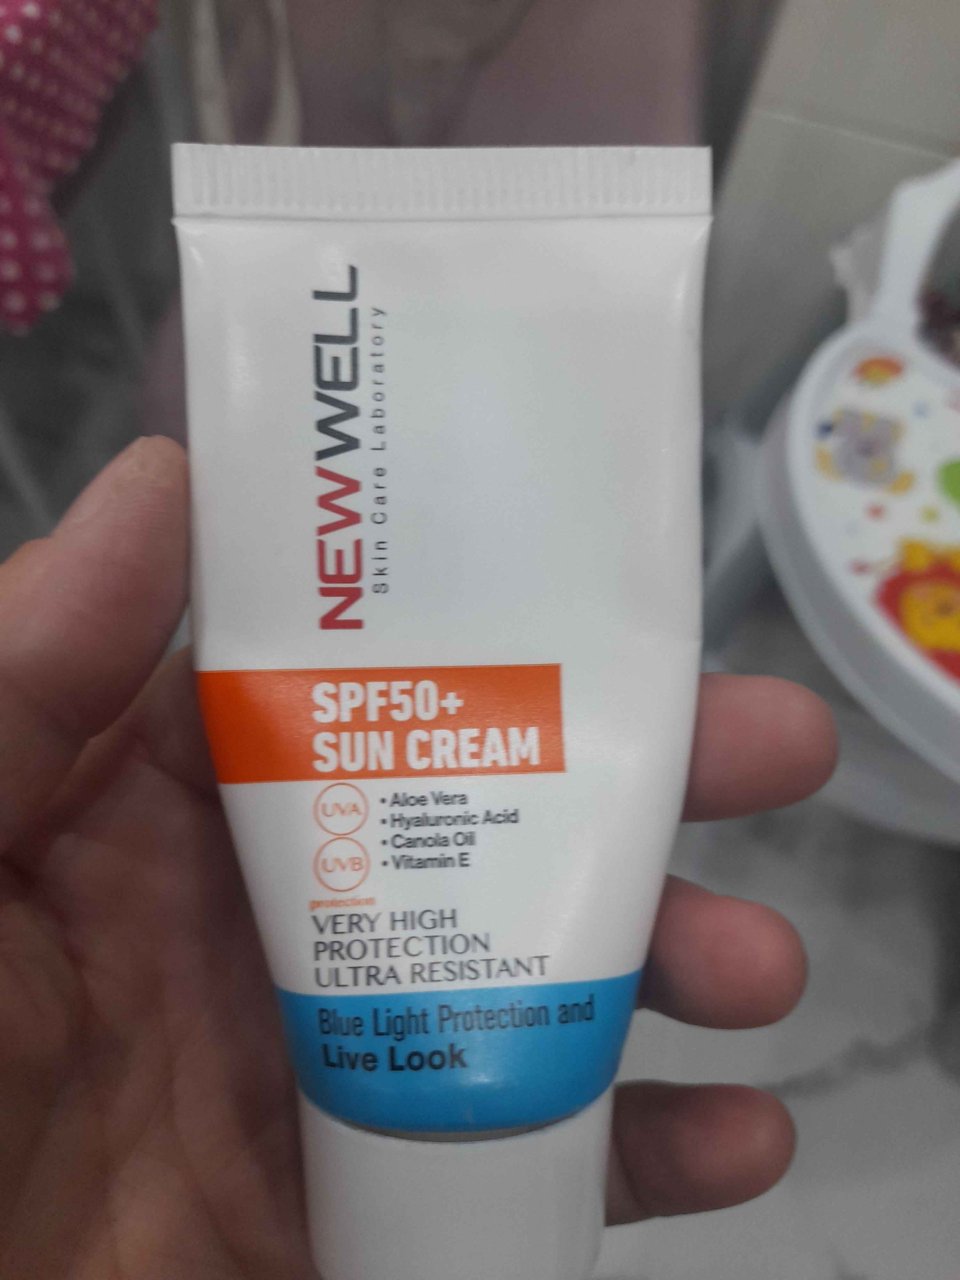 NEWWELL
Skin Care Laboratory
SPF50+
SUN CREAM
UVA
UVB
protection
• Aloe Vera
• Hyaluronic Acid
• Canola Oil
• Vitamin E
VERY HIGH
PROTECTION
ULTRA RESISTANT
Blue Light Protection and
Live Look